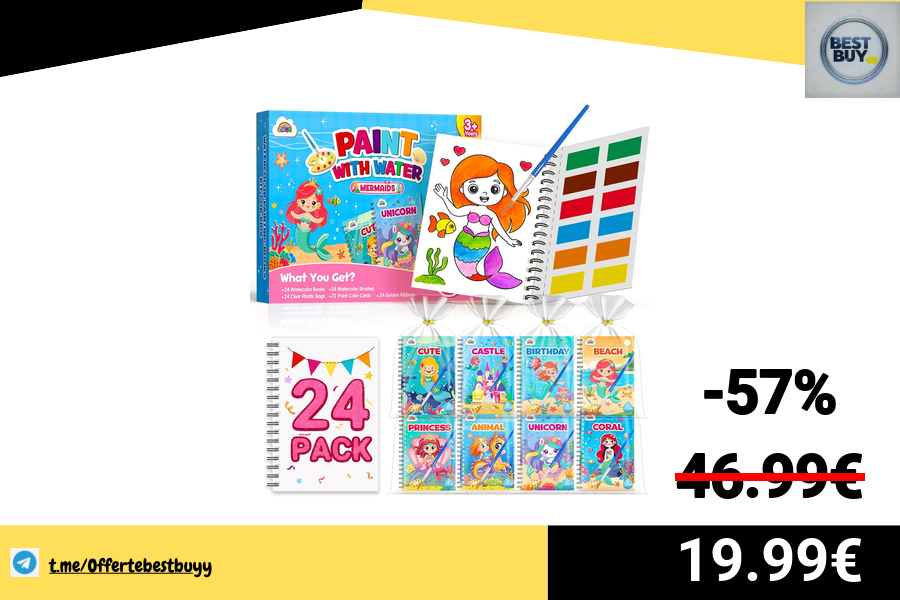 BEST
BUY
3+
Years
PAINT
WITH WATER
MERMAIDS
UNICORN
CUT
What You Get?
• 24 Watercolor Books • 24 Watercolor Brushes
• 24 Clear Plastic Bags • 72 Paint Color Cards • 24 Golden Ribbons
24
PACK
CUTE
CASTLE
BIRTHDAY
BEACH
PRINCESS
ANIMAL
UNICORN
CORAL
-57%
46.99€
19.99€
t.me/Offertebestbuyy